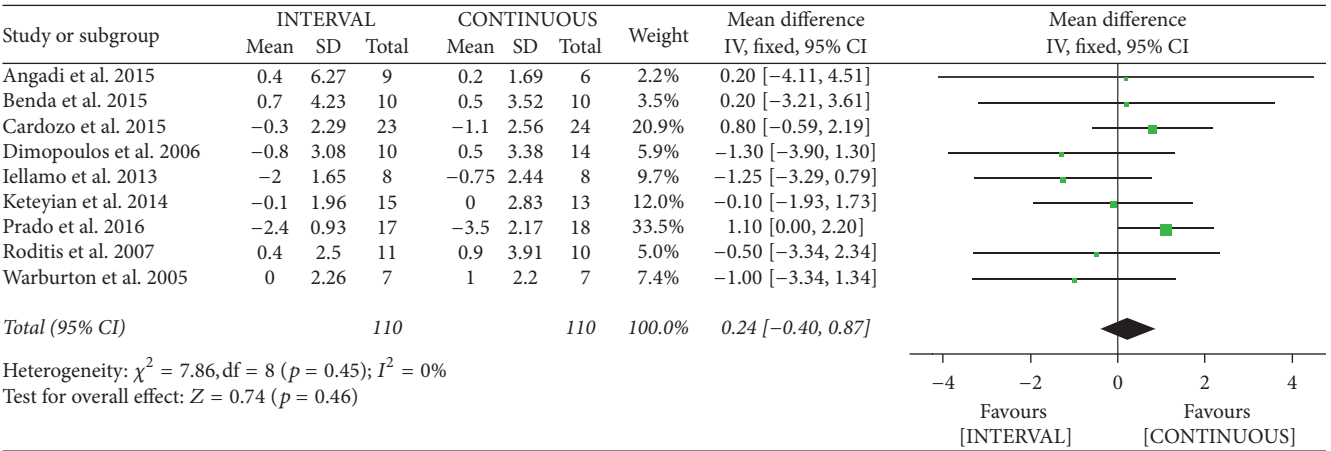 INTERVAL CONTINUOUS Mean difference Mean difference
Study or subgroup Mean SD Total Mean SD Total Weight IV, fixed, 95% CI IV, fixed, 95% CI
Angadi et al. 2015 0.4 6.27 9 0.2 1.69 6 2.2% 0.20 [−4.11, 4.51]
Benda et al. 2015 0.7 4.23 10 0.5 3.52 10 3.5% 0.20 [−3.21, 3.61]
Cardozo et al. 2015 −0.3 2.29 23 −1.1 2.56 24 20.9% 0.80 [−0.59, 2.19]
Dimopoulos et al. 2006 −0.8 3.08 10 0.5 3.38 14 5.9% −1.30 [−3.90, 1.30]
Iellamo et al. 2013 −2 1.65 8 −0.75 2.44 8 9.7% −1.25 [−3.29, 0.79]
Keteyian et al. 2014 −0.1 1.96 15 0 2.83 13 12.0% −0.10 [−1.93, 1.73]
Prado et al. 2016 −2.4 0.93 17 −3.5 2.17 18 33.5% 1.10 [0.00, 2.20]
Roditis et al. 2007 0.4 2.5 11 0.9 3.91 10 5.0% −0.50 [−3.34, 2.34]
Warburton et al. 2005 0 2.26 7 1 2.2 7 7.4% −1.00 [−3.34, 1.34]
Total (95% CI) 110 110 100.0% 0.24 [−0.40, 0.87]
Heterogeneity: χ² = 7.86, df = 8 (p = 0.45); I² = 0%
Test for overall effect: Z = 0.74 (p = 0.46)
−4 −2 0 2 4
Favours Favours
[INTERVAL] [CONTINUOUS]